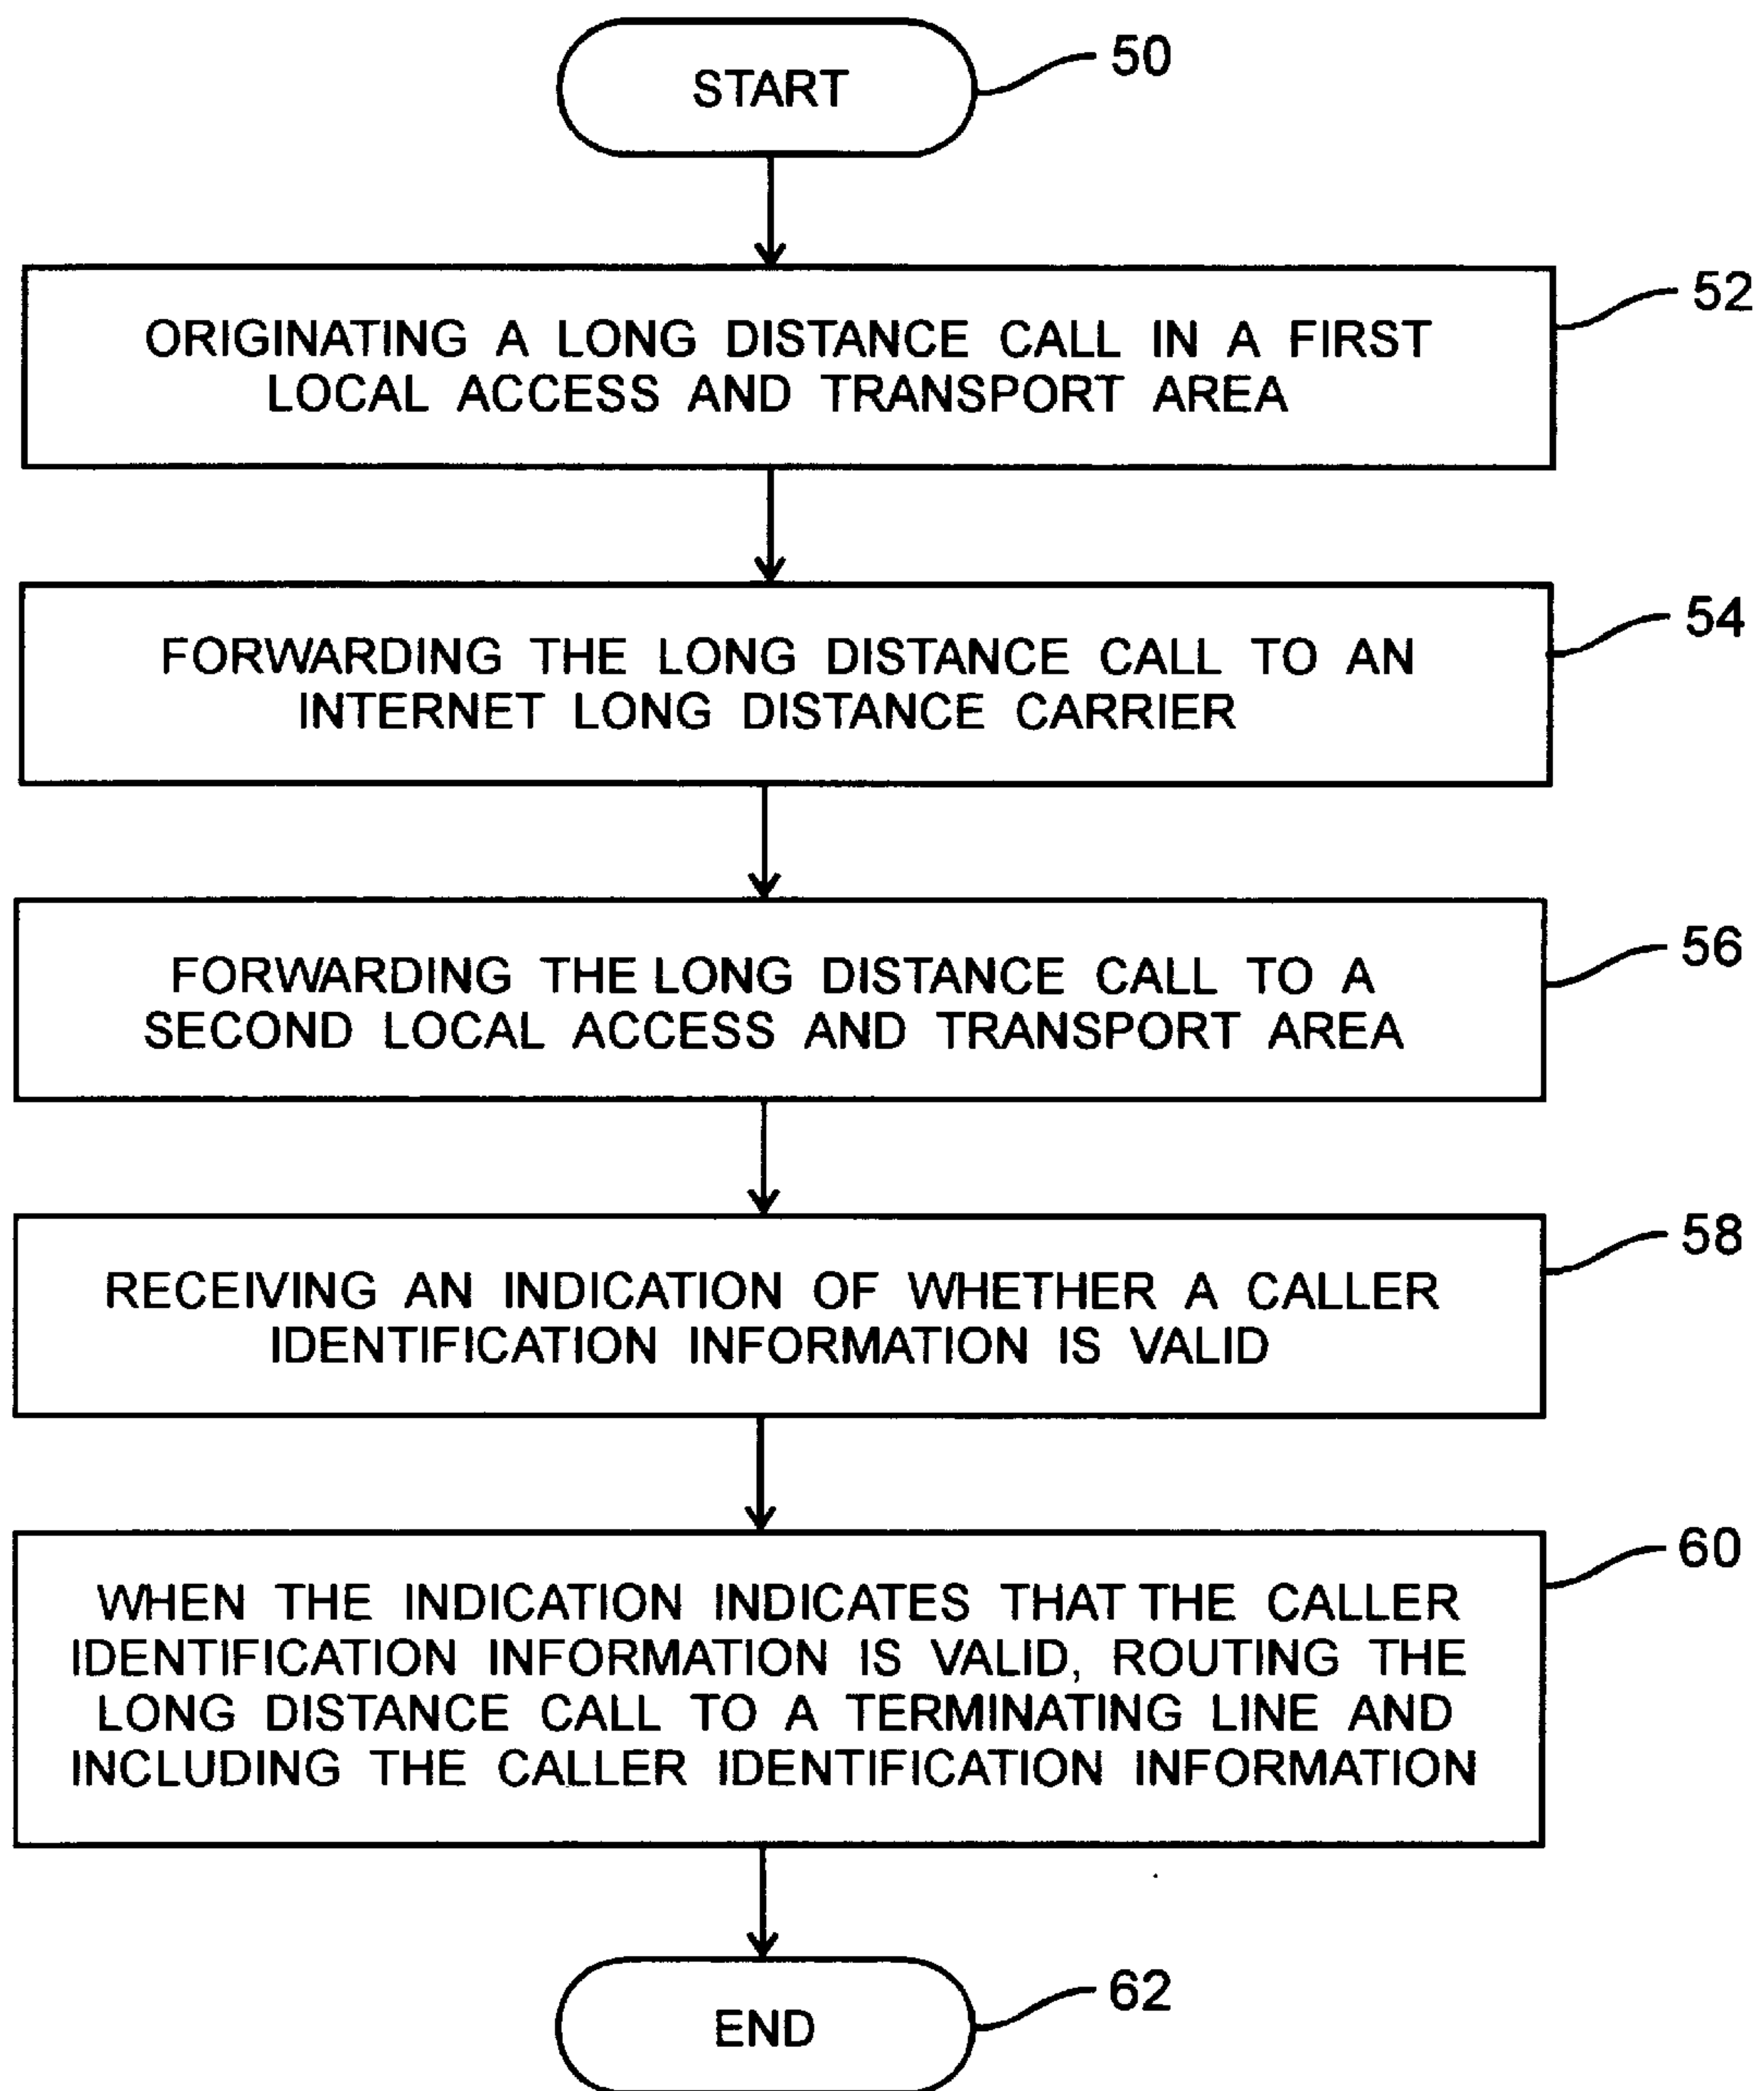 START
50
ORIGINATING A LONG DISTANCE CALL IN A FIRST
LOCAL ACCESS AND TRANSPORT AREA
52
FORWARDING THE LONG DISTANCE CALL TO AN
INTERNET LONG DISTANCE CARRIER
54
FORWARDING THE LONG DISTANCE CALL TO A
SECOND LOCAL ACCESS AND TRANSPORT AREA
56
RECEIVING AN INDICATION OF WHETHER A CALLER
IDENTIFICATION INFORMATION IS VALID
58
WHEN THE INDICATION INDICATES THAT THE CALLER
IDENTIFICATION INFORMATION IS VALID, ROUTING THE
LONG DISTANCE CALL TO A TERMINATING LINE AND
INCLUDING THE CALLER IDENTIFICATION INFORMATION
60
END
62